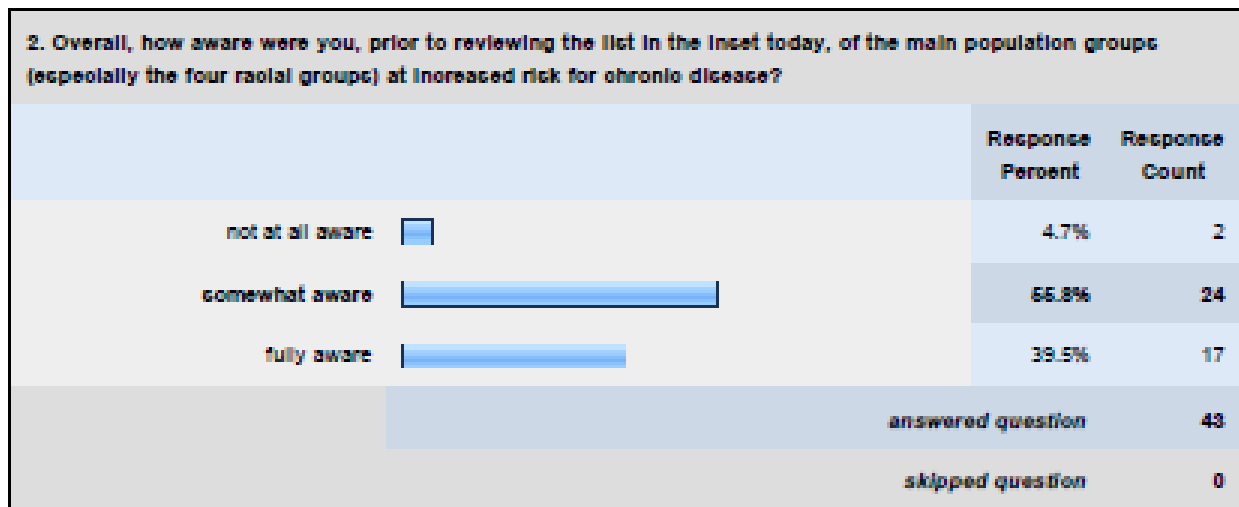 2. Overall, how aware were you, prior to reviewing the list in the inset today, of the main population groups
(especially the four racial groups) at increased risk for chronic disease?
Response Percent Response Count
not at all aware 4.7% 2
somewhat aware 55.8% 24
fully aware 39.5% 17
answered question 43
skipped question 0